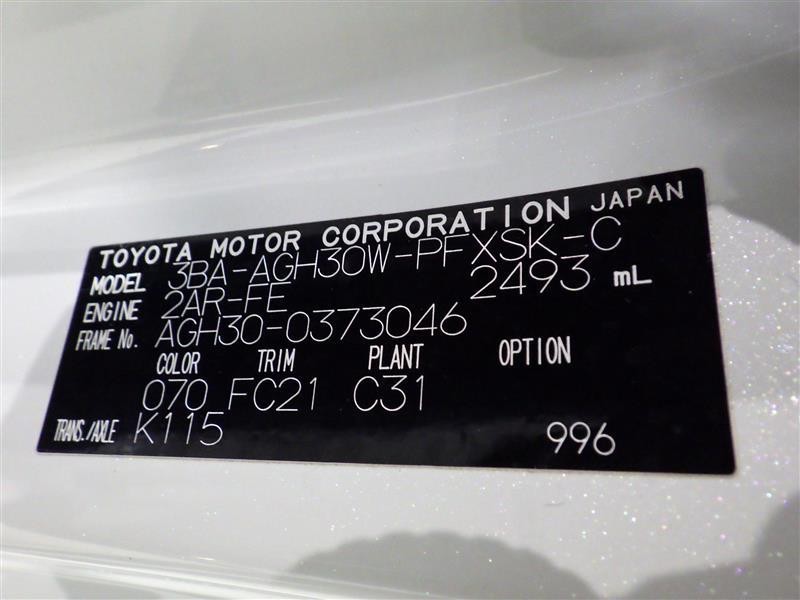 TOYOTA MOTOR CORPORATION JAPAN
MODEL 3BA-AGH30W-PFXSK-C
ENGINE 2AR-FE 2493 mL
FRAME No. AGH30-0373046
COLOR TRIM PLANT OPTION
070 FC21 C31
TRANS./AXLE K115 996